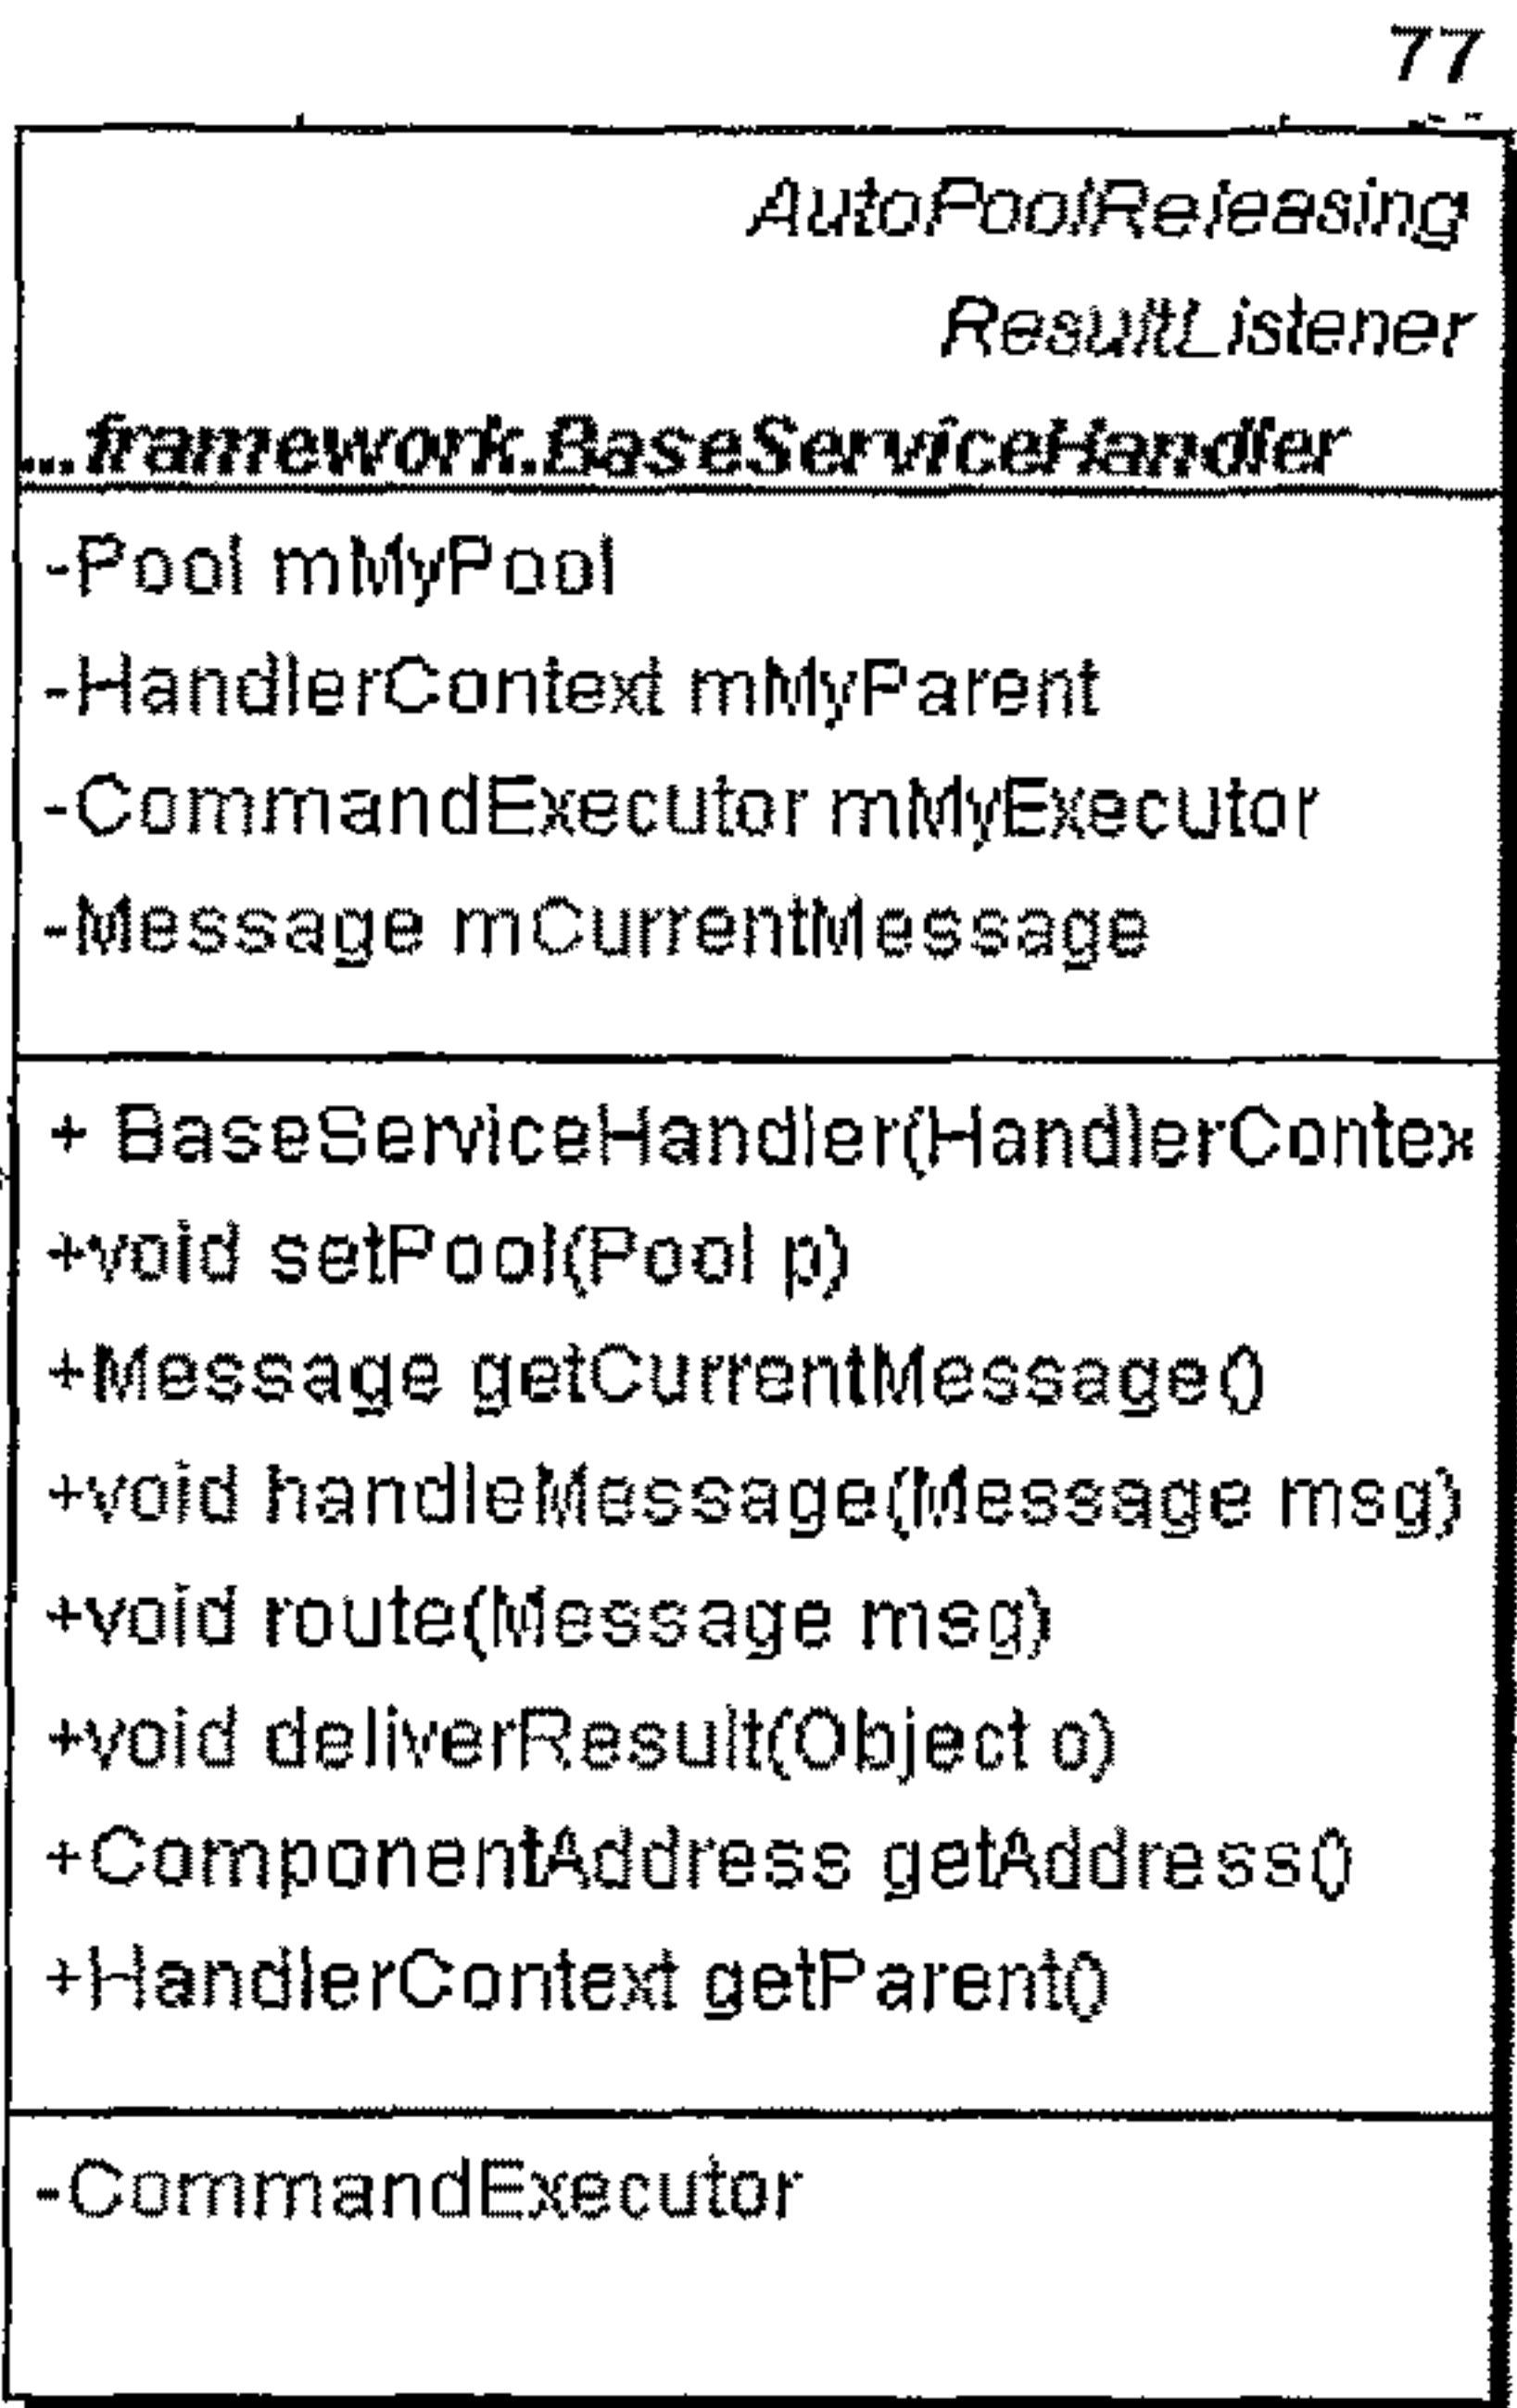 77
AutoPoolReleasing
ResultListener
...framework.BaseServiceHandler
-Pool mMyPool
-HandlerContext mMyParent
-CommandExecutor mMyExecutor
-Message mCurrentMessage
+ BaseServiceHandler(HandlerContex
+void setPool(Pool p)
+Message getCurrentMessage()
+void handleMessage(Message msg)
+void route(Message msg)
+void deliverResult(Object o)
+ComponentAddress getAddress()
+HandlerContext getParent()
-CommandExecutor